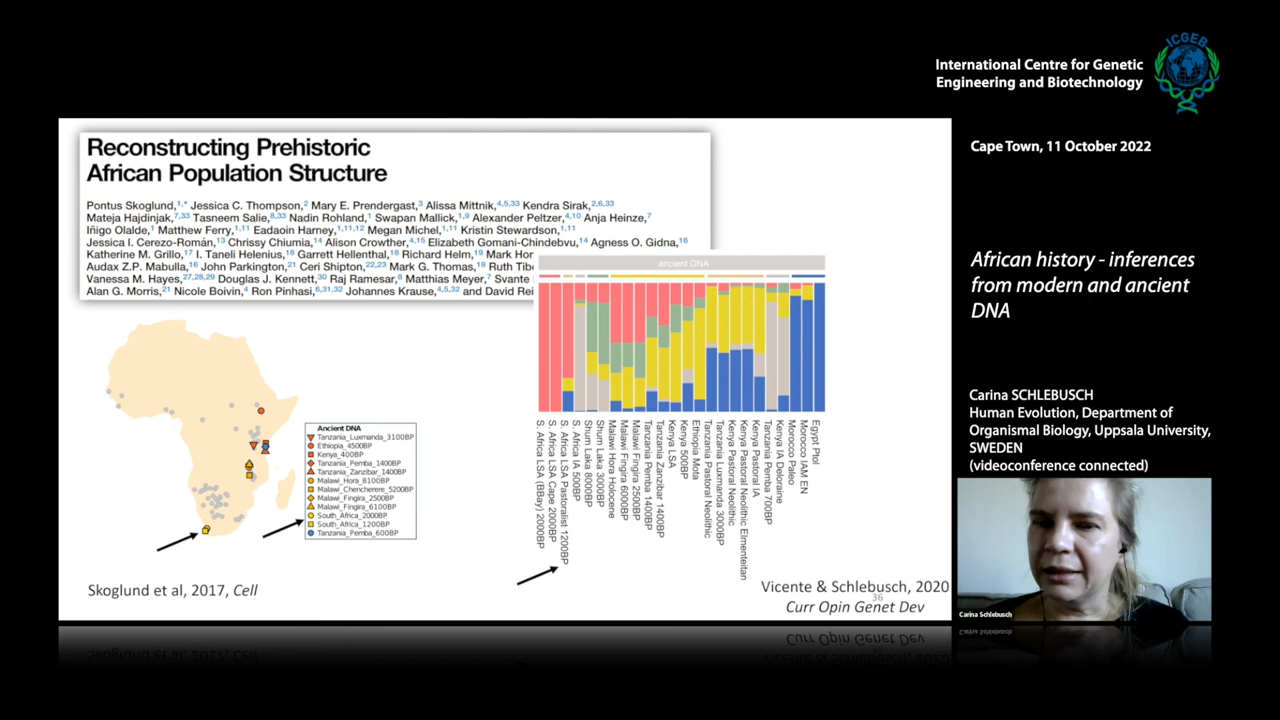 ICGEB
International Centre for Genetic
Engineering and Biotechnology
Cape Town, 11 October 2022
African history - inferences
from modern and ancient
DNA
Carina SCHLEBUSCH
Human Evolution, Department of
Organismal Biology, Uppsala University,
SWEDEN
(videoconference connected)
Carina Schlebusch
Reconstructing Prehistoric
African Population Structure
Pontus Skoglund,1,* Jessica C. Thompson,2 Mary E. Prendergast,3 Alissa Mittnik,4,5,33 Kendra Sirak,2,6,33
Mateja Hajdinjak,7,33 Tasneem Salie,8,33 Nadin Rohland,1 Swapan Mallick,1,9 Alexander Peltzer,4,10 Anja Heinze,7
Iñigo Olalde,1 Matthew Ferry,1,11 Eadaoin Harney,1,11,12 Megan Michel,1,11 Kristin Stewardson,1,11
Jessica I. Cerezo-Román,13 Chrissy Chiumia,14 Alison Crowther,4,15 Elizabeth Gomani-Chindebvu,14 Agness O. Gidna,16
Katherine M. Grillo,17 I. Taneli Helenius,18 Garrett Hellenthal,18 Richard Helm,19 Mark Hor
Audax Z.P. Mabulla,16 John Parkington,21 Ceri Shipton,22,23 Mark G. Thomas,18 Ruth Tibe
Vanessa M. Hayes,27,28,29 Douglas J. Kennett,30 Raj Ramesar,8 Matthias Meyer,7 Svante
Alan G. Morris,21 Nicole Boivin,4 Ron Pinhasi,6,31,32 Johannes Krause,4,5,32 and David Rei
ancient DNA
Ancient DNA
Tanzania_Luxmanda_3100BP
Ethiopia_4500BP
Kenya_400BP
Tanzania_Pemba_1400BP
Tanzania_Zanzibar_1400BP
Malawi_Hora_8100BP
Malawi_Chencherere_5200BP
Malawi_Fingira_2500BP
Malawi_Fingira_6100BP
South_Africa_2000BP
South_Africa_1200BP
Tanzania_Pemba_600BP
S. Africa LSA (BBay) 2000BP
S. Africa LSA Cape 2000BP
S. Africa LSA Pastoralist 1200BP
S. Africa IA 500BP
Shum Laka 8000BP
Shum Laka 3000BP
Malawi Hora Holocene
Malawi Fingira 6000BP
Malawi Fingira 2500BP
Tanzania Pemba 1400BP
Tanzania Zanzibar 1400BP
Kenya LSA
Kenya 500BP
Ethiopia Mota
Tanzania Pastoral Neolithic
Tanzania Luxmanda 3000BP
Kenya Pastoral Neolithic
Kenya Pastoral Neolithic Elmenteitan
Kenya Pastoral IA
Tanzania Pemba 700BP
Kenya IA Deloraine
Morocco Paleo
Morocco IAM EN
Egypt Ptol
Skoglund et al, 2017, Cell
Vicente & Schlebusch, 2020
36
Curr Opin Genet Dev